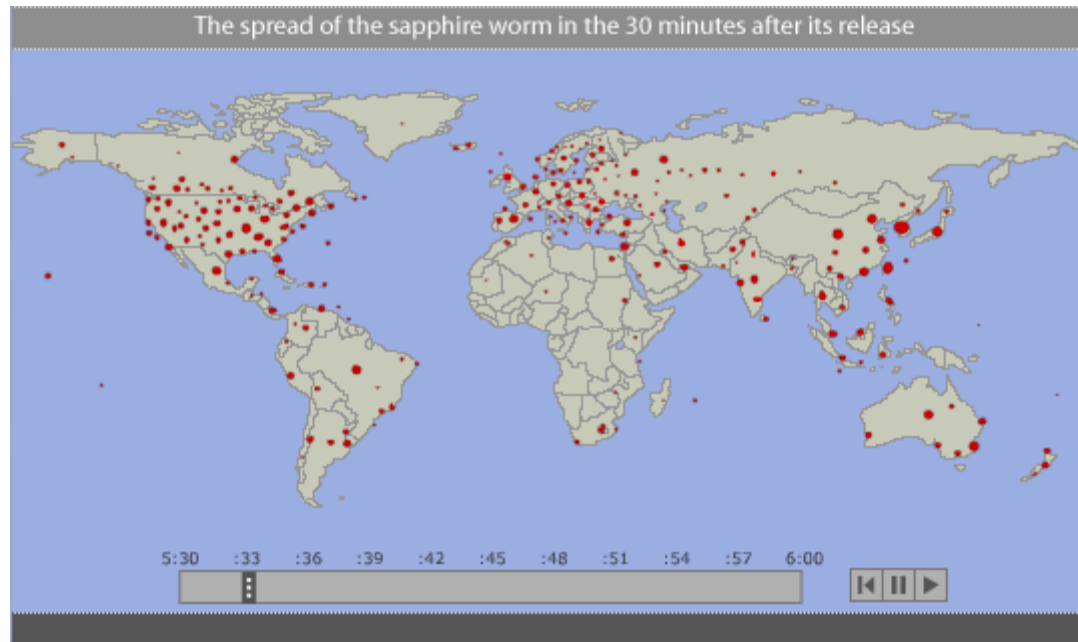 The spread of the sapphire worm in the 30 minutes after its release
5:30 :33 :36 :39 :42 :45 :48 :51 :54 :57 6:00